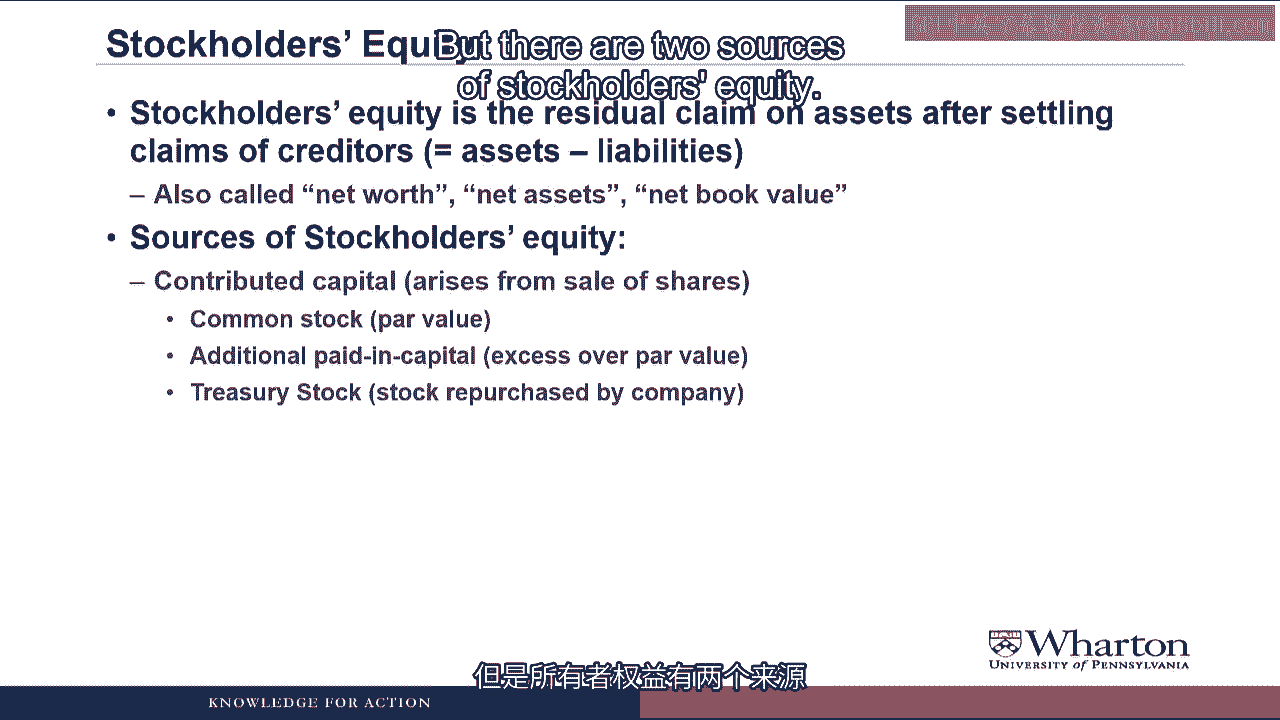 Stockholders' Equity
But there are two sources
of stockholders' equity.
• Stockholders' equity is the residual claim on assets after settling
claims of creditors (= assets – liabilities)
– Also called “net worth”, “net assets”, “net book value”
• Sources of Stockholders' equity:
– Contributed capital (arises from sale of shares)
• Common stock (par value)
• Additional paid-in-capital (excess over par value)
• Treasury Stock (stock repurchased by company)
Wharton
UNIVERSITY of PENNSYLVANIA
但是所有者权益有两个来源
KNOWLEDGE FOR ACTION